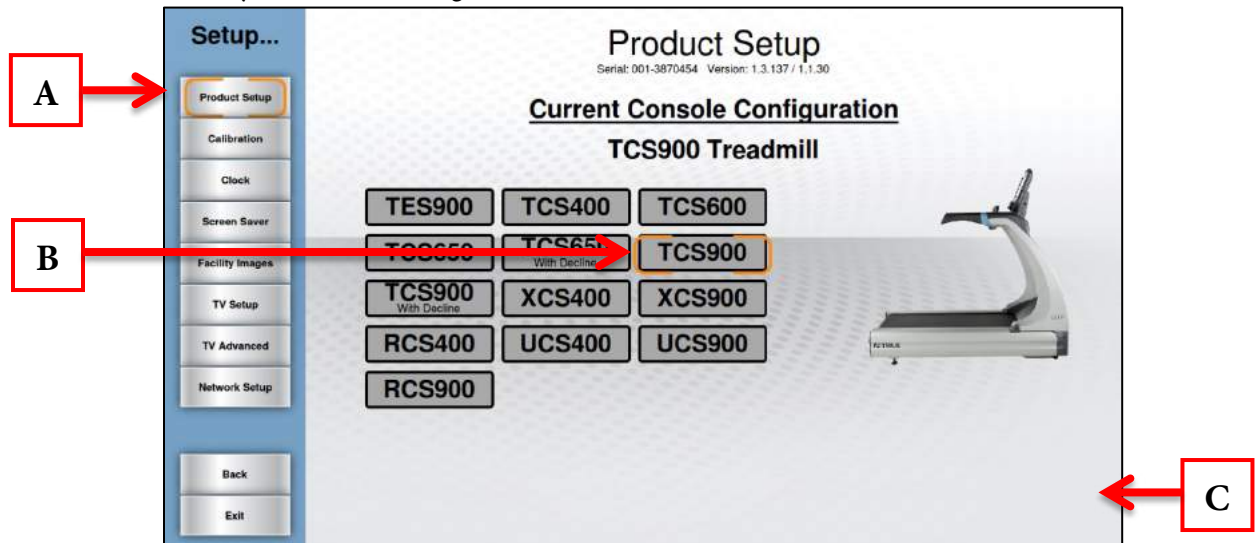 Setup...
Product Setup
Serial: 001-3870454 Version: 1.3.137 / 1.1.30
A
Product Setup
Current Console Configuration
Calibration
TCS900 Treadmill
Clock
TES900 TCS400 TCS600
Screen Saver
B
TCS650 TCS650 TCS900
With Decline
Facility Images
TCS900 XCS400 XCS900
With Decline
TV Setup
RCS400 UCS400 UCS900
TV Advanced
RCS900
Network Setup
Back
C
Exit